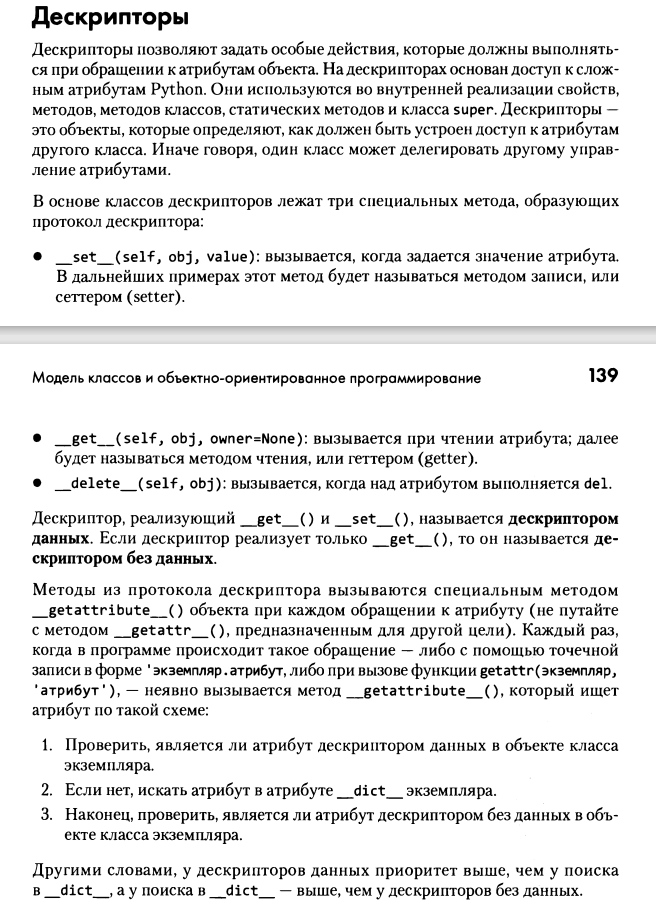 Дескрипторы
Дескрипторы позволяют задать особые действия, которые должны выполнять-
ся при обращении к атрибутам объекта. На дескрипторах основан доступ к слож-
ным атрибутам Python. Они используются во внутренней реализации свойств,
методов, методов классов, статических методов и класса super. Дескрипторы —
это объекты, которые определяют, как должен быть устроен доступ к атрибутам
другого класса. Иначе говоря, один класс может делегировать другому управ-
ление атрибутами.
В основе классов дескрипторов лежат три специальных метода, образующих
протокол дескриптора:
● __set__(self, obj, value): вызывается, когда задается значение атрибута.
В дальнейших примерах этот метод будет называться методом записи, или
сеттером (setter).
Модель классов и объектно-ориентированное программирование 139
● __get__(self, obj, owner=None): вызывается при чтении атрибута; далее
будет называться методом чтения, или геттером (getter).
● __delete__(self, obj): вызывается, когда над атрибутом выполняется del.
Дескриптор, реализующий __get__() и __set__(), называется дескриптором
данных. Если дескриптор реализует только __get__(), то он называется де-
скриптором без данных.
Методы из протокола дескриптора вызываются специальным методом
__getattribute__() объекта при каждом обращении к атрибуту (не путайте
с методом __getattr__(), предназначенным для другой цели). Каждый раз,
когда в программе происходит такое обращение — либо с помощью точечной
записи в форме 'экземпляр.атрибут, либо при вызове функции getattr(экземпляр,
'атрибут'), — неявно вызывается метод __getattribute__(), который ищет
атрибут по такой схеме:
1. Проверить, является ли атрибут дескриптором данных в объекте класса
экземпляра.
2. Если нет, искать атрибут в атрибуте __dict__ экземпляра.
3. Наконец, проверить, является ли атрибут дескриптором без данных в объ-
екте класса экземпляра.
Другими словами, у дескрипторов данных приоритет выше, чем у поиска
в __dict__, а у поиска в __dict__ — выше, чем у дескрипторов без данных.